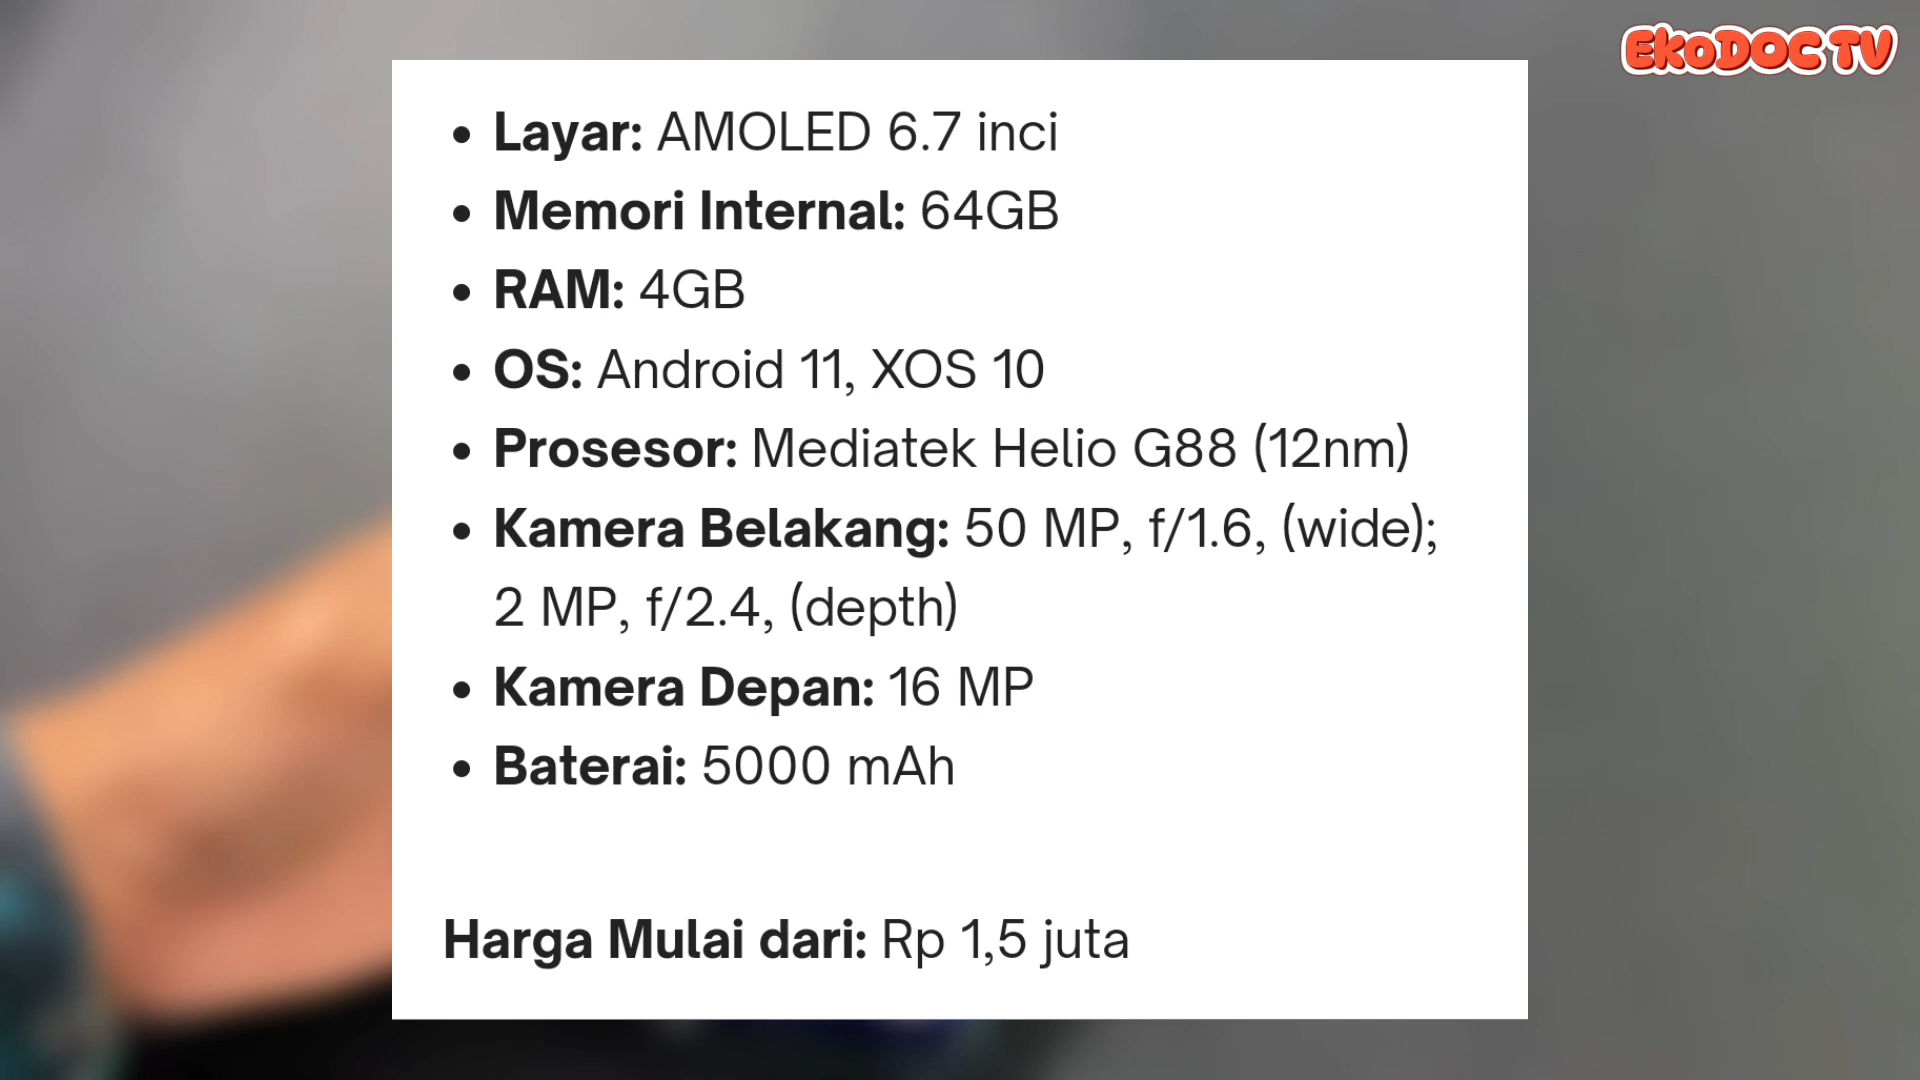 EKODOC TV
• Layar: AMOLED 6.7 inci
• Memori Internal: 64GB
• RAM: 4GB
• OS: Android 11, XOS 10
• Prosesor: Mediatek Helio G88 (12nm)
• Kamera Belakang: 50 MP, f/1.6, (wide);
2 MP, f/2.4, (depth)
• Kamera Depan: 16 MP
• Baterai: 5000 mAh
Harga Mulai dari: Rp 1,5 juta